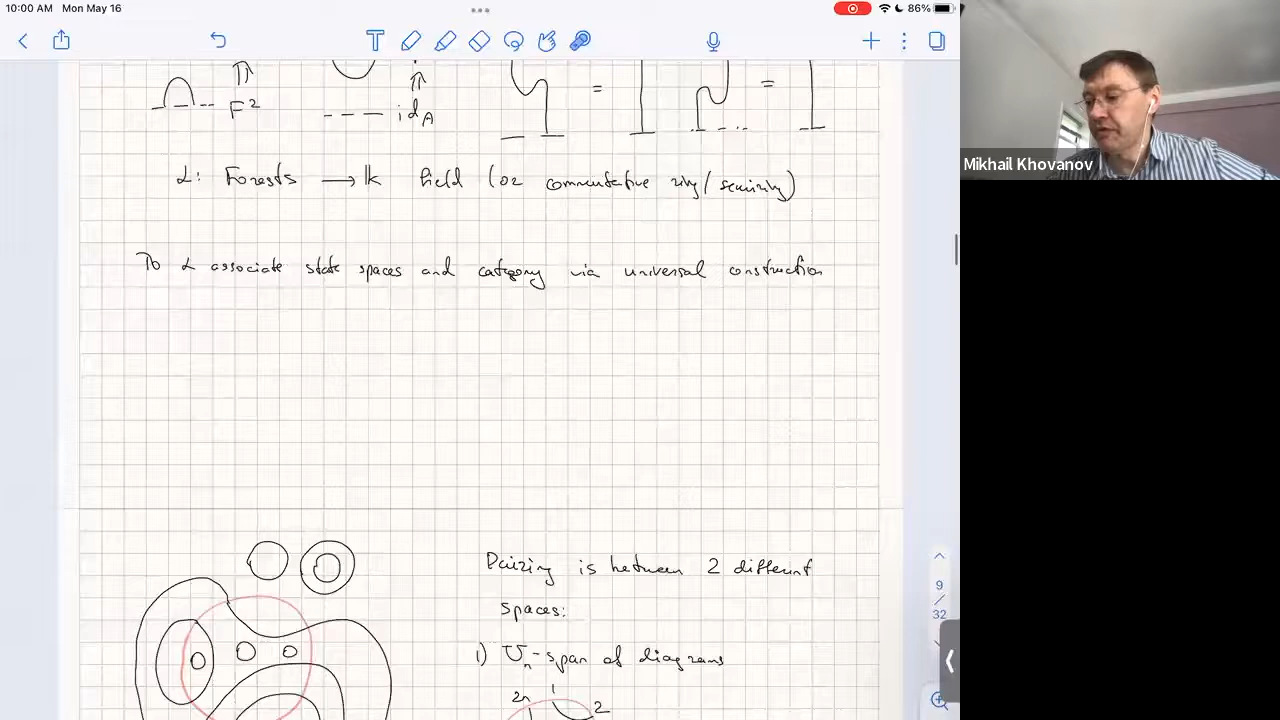 10:00 AM Mon May 16
86%
Mikhail Khovanov
F²
id_A
=
=
α: Forests → 𝕜 field (or commutative ring/semiring)
To α associate state spaces and category via universal construction
9
/
32
Pairing is between 2 different
spaces:
1) U_n - span of diagrams
2n 1 2